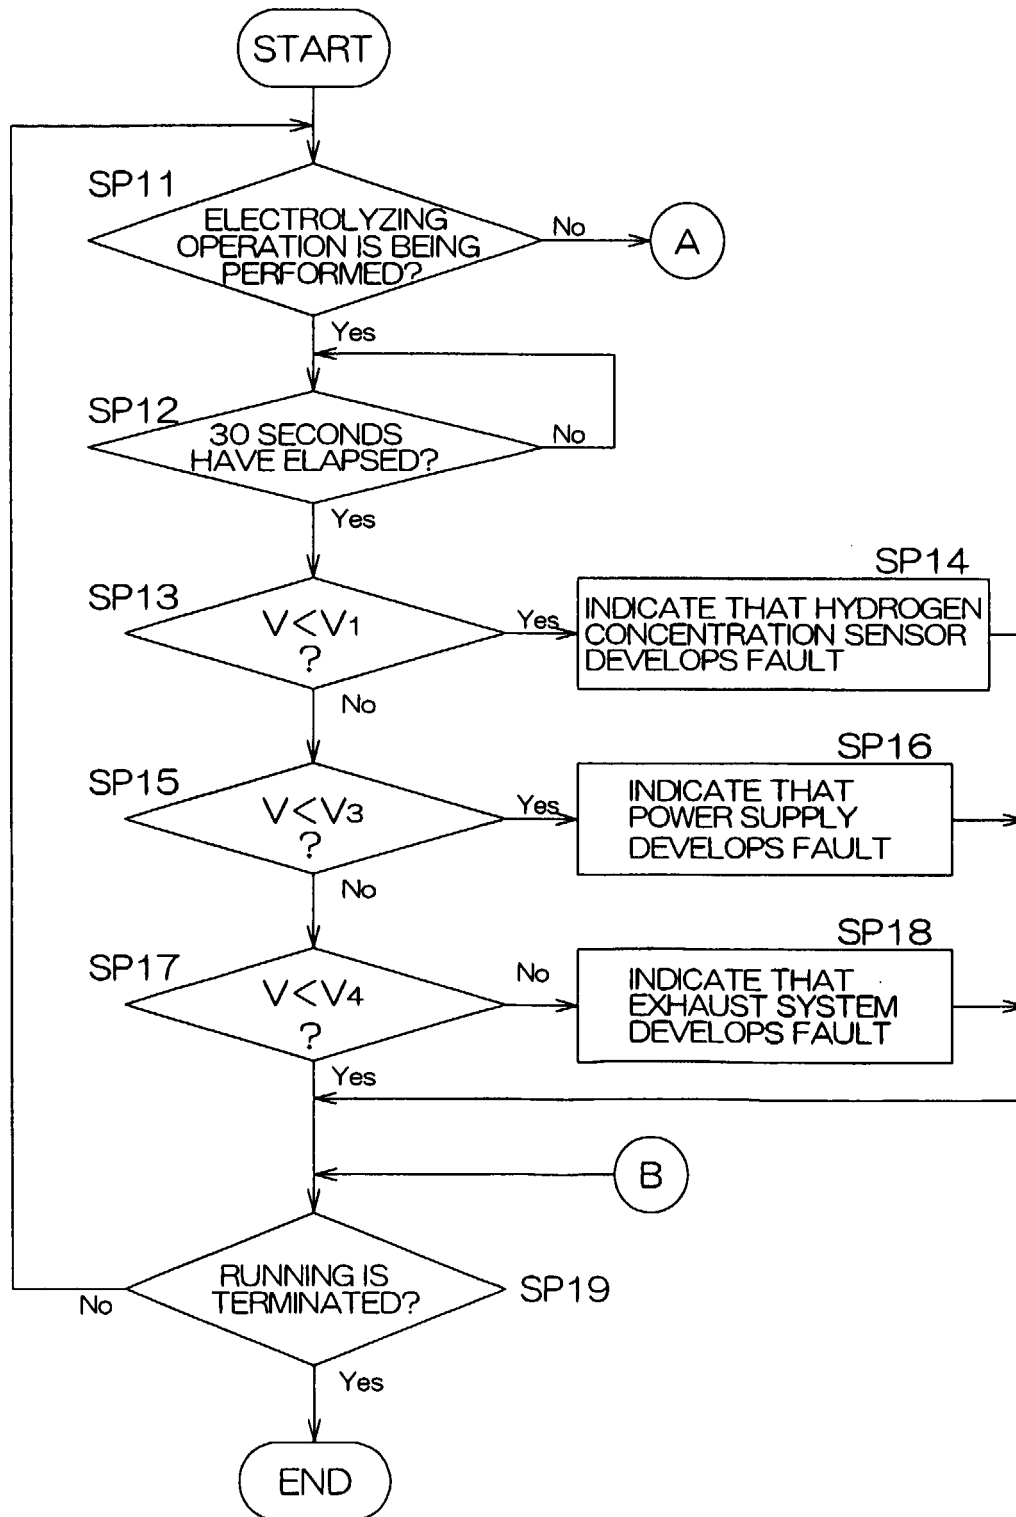 START
SP11
ELECTROLYZING
OPERATION IS BEING
PERFORMED?
No
A
Yes
SP12
30 SECONDS
HAVE ELAPSED?
No
Yes
SP13
V<V1
?
Yes
No
SP14
INDICATE THAT HYDROGEN
CONCENTRATION SENSOR
DEVELOPS FAULT
SP15
V<V3
?
Yes
No
SP16
INDICATE THAT
POWER SUPPLY
DEVELOPS FAULT
SP17
V<V4
?
No
Yes
SP18
INDICATE THAT
EXHAUST SYSTEM
DEVELOPS FAULT
B
RUNNING IS
TERMINATED?
SP19
No
Yes
END